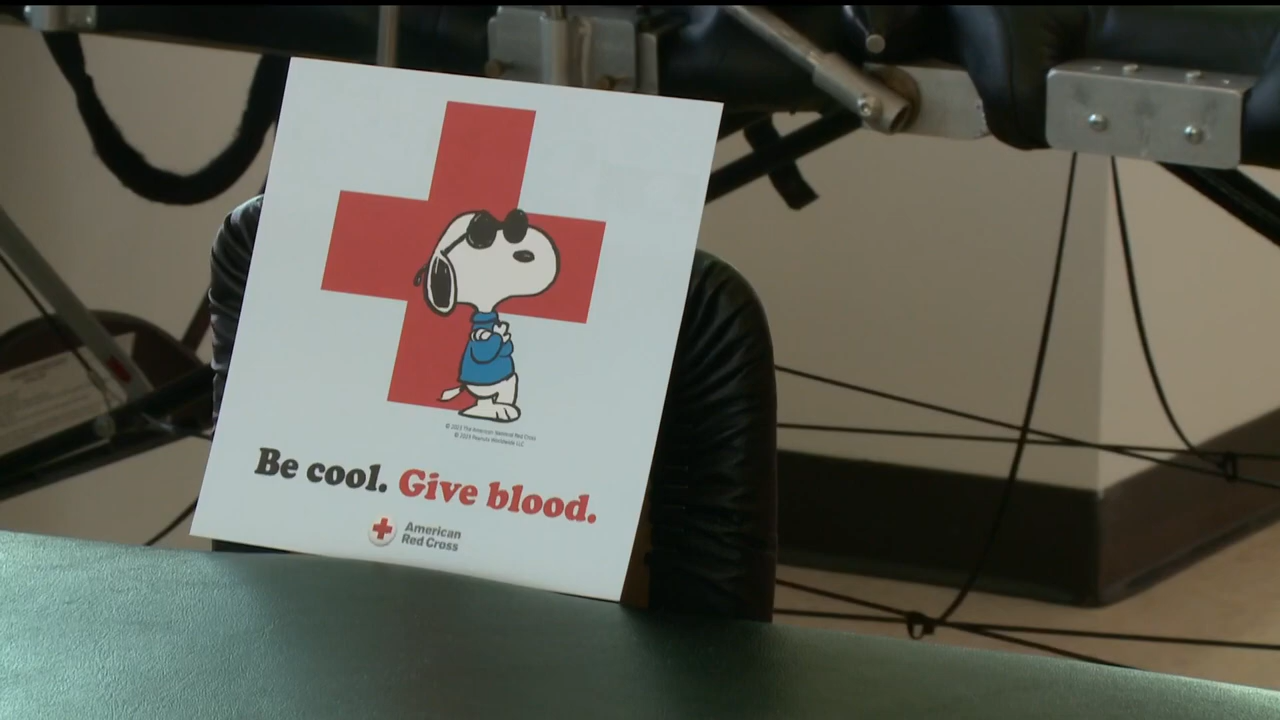 © 2023 The American National Red Cross
© 2023 Peanuts Worldwide LLC
Be cool. Give blood.
American
Red Cross